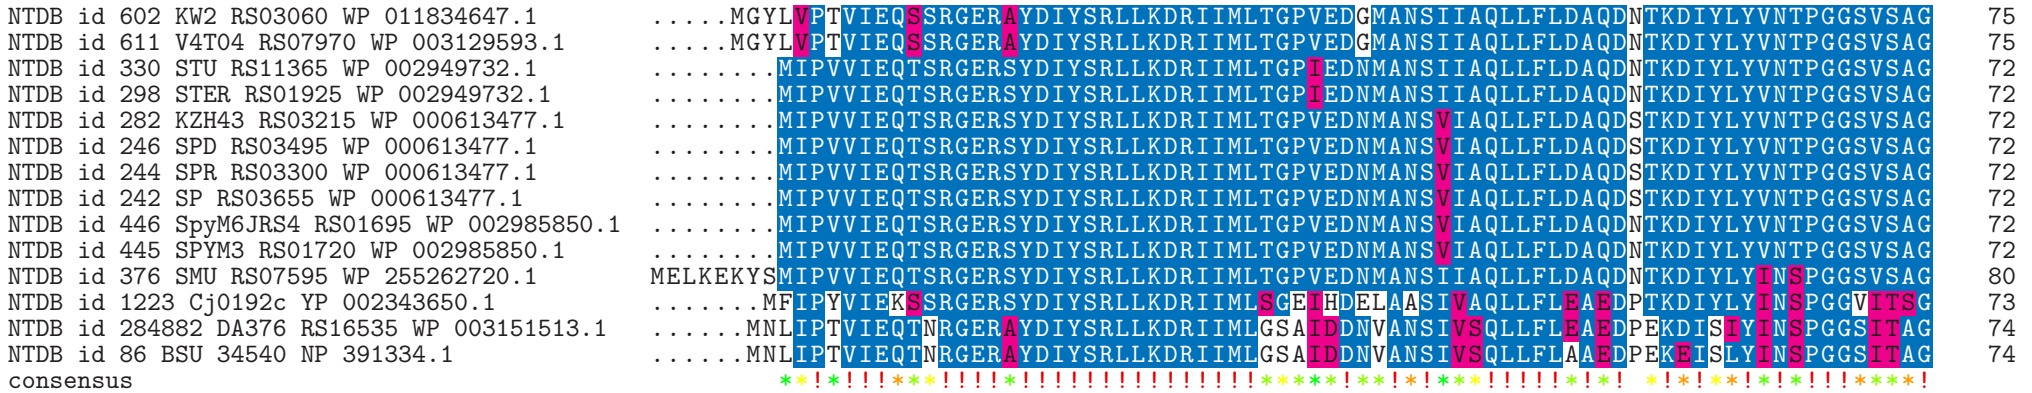 NTDB id 602 KW2 RS03060 WP 011834647.1 .....MGYLVPTVIEQSSRGERAYDIYSRLLKDRIIMLTGPVEDGMANSIIAQLLFLDAQDNTKDIYLYVNTPGGSVSAG 75
NTDB id 611 V4T04 RS07970 WP 003129593.1 .....MGYLVPTVIEQSSRGERAYDIYSRLLKDRIIMLTGPVEDGMANSIIAQLLFLDAQDNTKDIYLYVNTPGGSVSAG 75
NTDB id 330 STU RS11365 WP 002949732.1 ........MIPVVIEQTSRGERSYDIYSRLLKDRIIMLTGPIEDNMANSIIAQLLFLDAQDNTKDIYLYVNTPGGSVSAG 72
NTDB id 298 STER RS01925 WP 002949732.1 ........MIPVVIEQTSRGERSYDIYSRLLKDRIIMLTGPIEDNMANSIIAQLLFLDAQDNTKDIYLYVNTPGGSVSAG 72
NTDB id 282 KZH43 RS03215 WP 000613477.1 ........MIPVVIEQTSRGERSYDIYSRLLKDRIIMLTGPVEDNMANSVIAQLLFLDAQDSTKDIYLYVNTPGGSVSAG 72
NTDB id 246 SPD RS03495 WP 000613477.1 ........MIPVVIEQTSRGERSYDIYSRLLKDRIIMLTGPVEDNMANSVIAQLLFLDAQDSTKDIYLYVNTPGGSVSAG 72
NTDB id 244 SPR RS03300 WP 000613477.1 ........MIPVVIEQTSRGERSYDIYSRLLKDRIIMLTGPVEDNMANSVIAQLLFLDAQDSTKDIYLYVNTPGGSVSAG 72
NTDB id 242 SP RS03655 WP 000613477.1 ........MIPVVIEQTSRGERSYDIYSRLLKDRIIMLTGPVEDNMANSVIAQLLFLDAQDSTKDIYLYVNTPGGSVSAG 72
NTDB id 446 SpyM6JRS4 RS01695 WP 002985850.1 ........MIPVVIEQTSRGERSYDIYSRLLKDRIIMLTGPVEDNMANSVIAQLLFLDAQDNTKDIYLYVNTPGGSVSAG 72
NTDB id 445 SPYM3 RS01720 WP 002985850.1 ........MIPVVIEQTSRGERSYDIYSRLLKDRIIMLTGPVEDNMANSVIAQLLFLDAQDNTKDIYLYVNTPGGSVSAG 72
NTDB id 376 SMU RS07595 WP 255262720.1 MELKEKYSMIPVVIEQTSRGERSYDIYSRLLKDRIIMLTGPVEDNMANSIIAQLLFLDAQDNTKDIYLYINSPGGSVSAG 80
NTDB id 1223 Cj0192c YP 002343650.1 .......MFIPYVIEKSSRGERSYDIYSRLLKDRIIMLSGEIHDELAASIVAQLLFLEAEDPTKDIYLYINSPGGVITSG 73
NTDB id 284882 DA376 RS16535 WP 003151513.1 ......MNLIPTVIEQTNRGERAYDIYSRLLKDRIIMLGSAIDDNVANSIVSQLLFLEAEDPEKDISIYINSPGGSITAG 74
NTDB id 86 BSU 34540 NP 391334.1 ......MNLIPTVIEQTNRGERAYDIYSRLLKDRIIMLGSAIDDNVANSIVSQLLFLAAEDPEKEISLYINSPGGSITAG 74
consensus **!*!!!***!!!!*!!!!!!!!!!!!!!!*****!**!*!***!!!!!*!*! *!*!**!*!*!!!****!